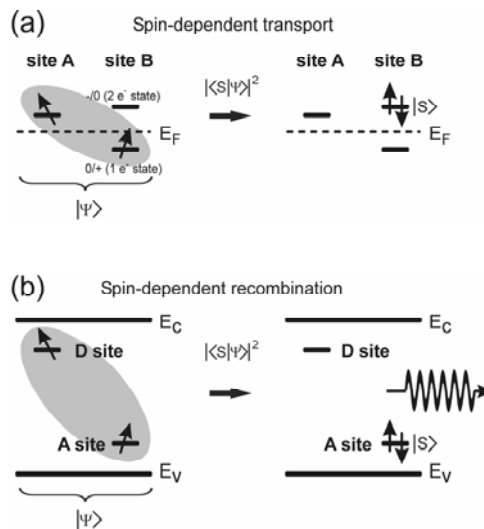 (a) Spin-dependent transport
site A site B |⟨S|Ψ⟩|² site A site B
-/0 (2 e⁻ state) |S⟩
E_F E_F
0/+ (1 e⁻ state)
|Ψ⟩
(b) Spin-dependent recombination
E_C |⟨S|Ψ⟩|² E_C
D site D site
A site A site |S⟩
E_V E_V
|Ψ⟩